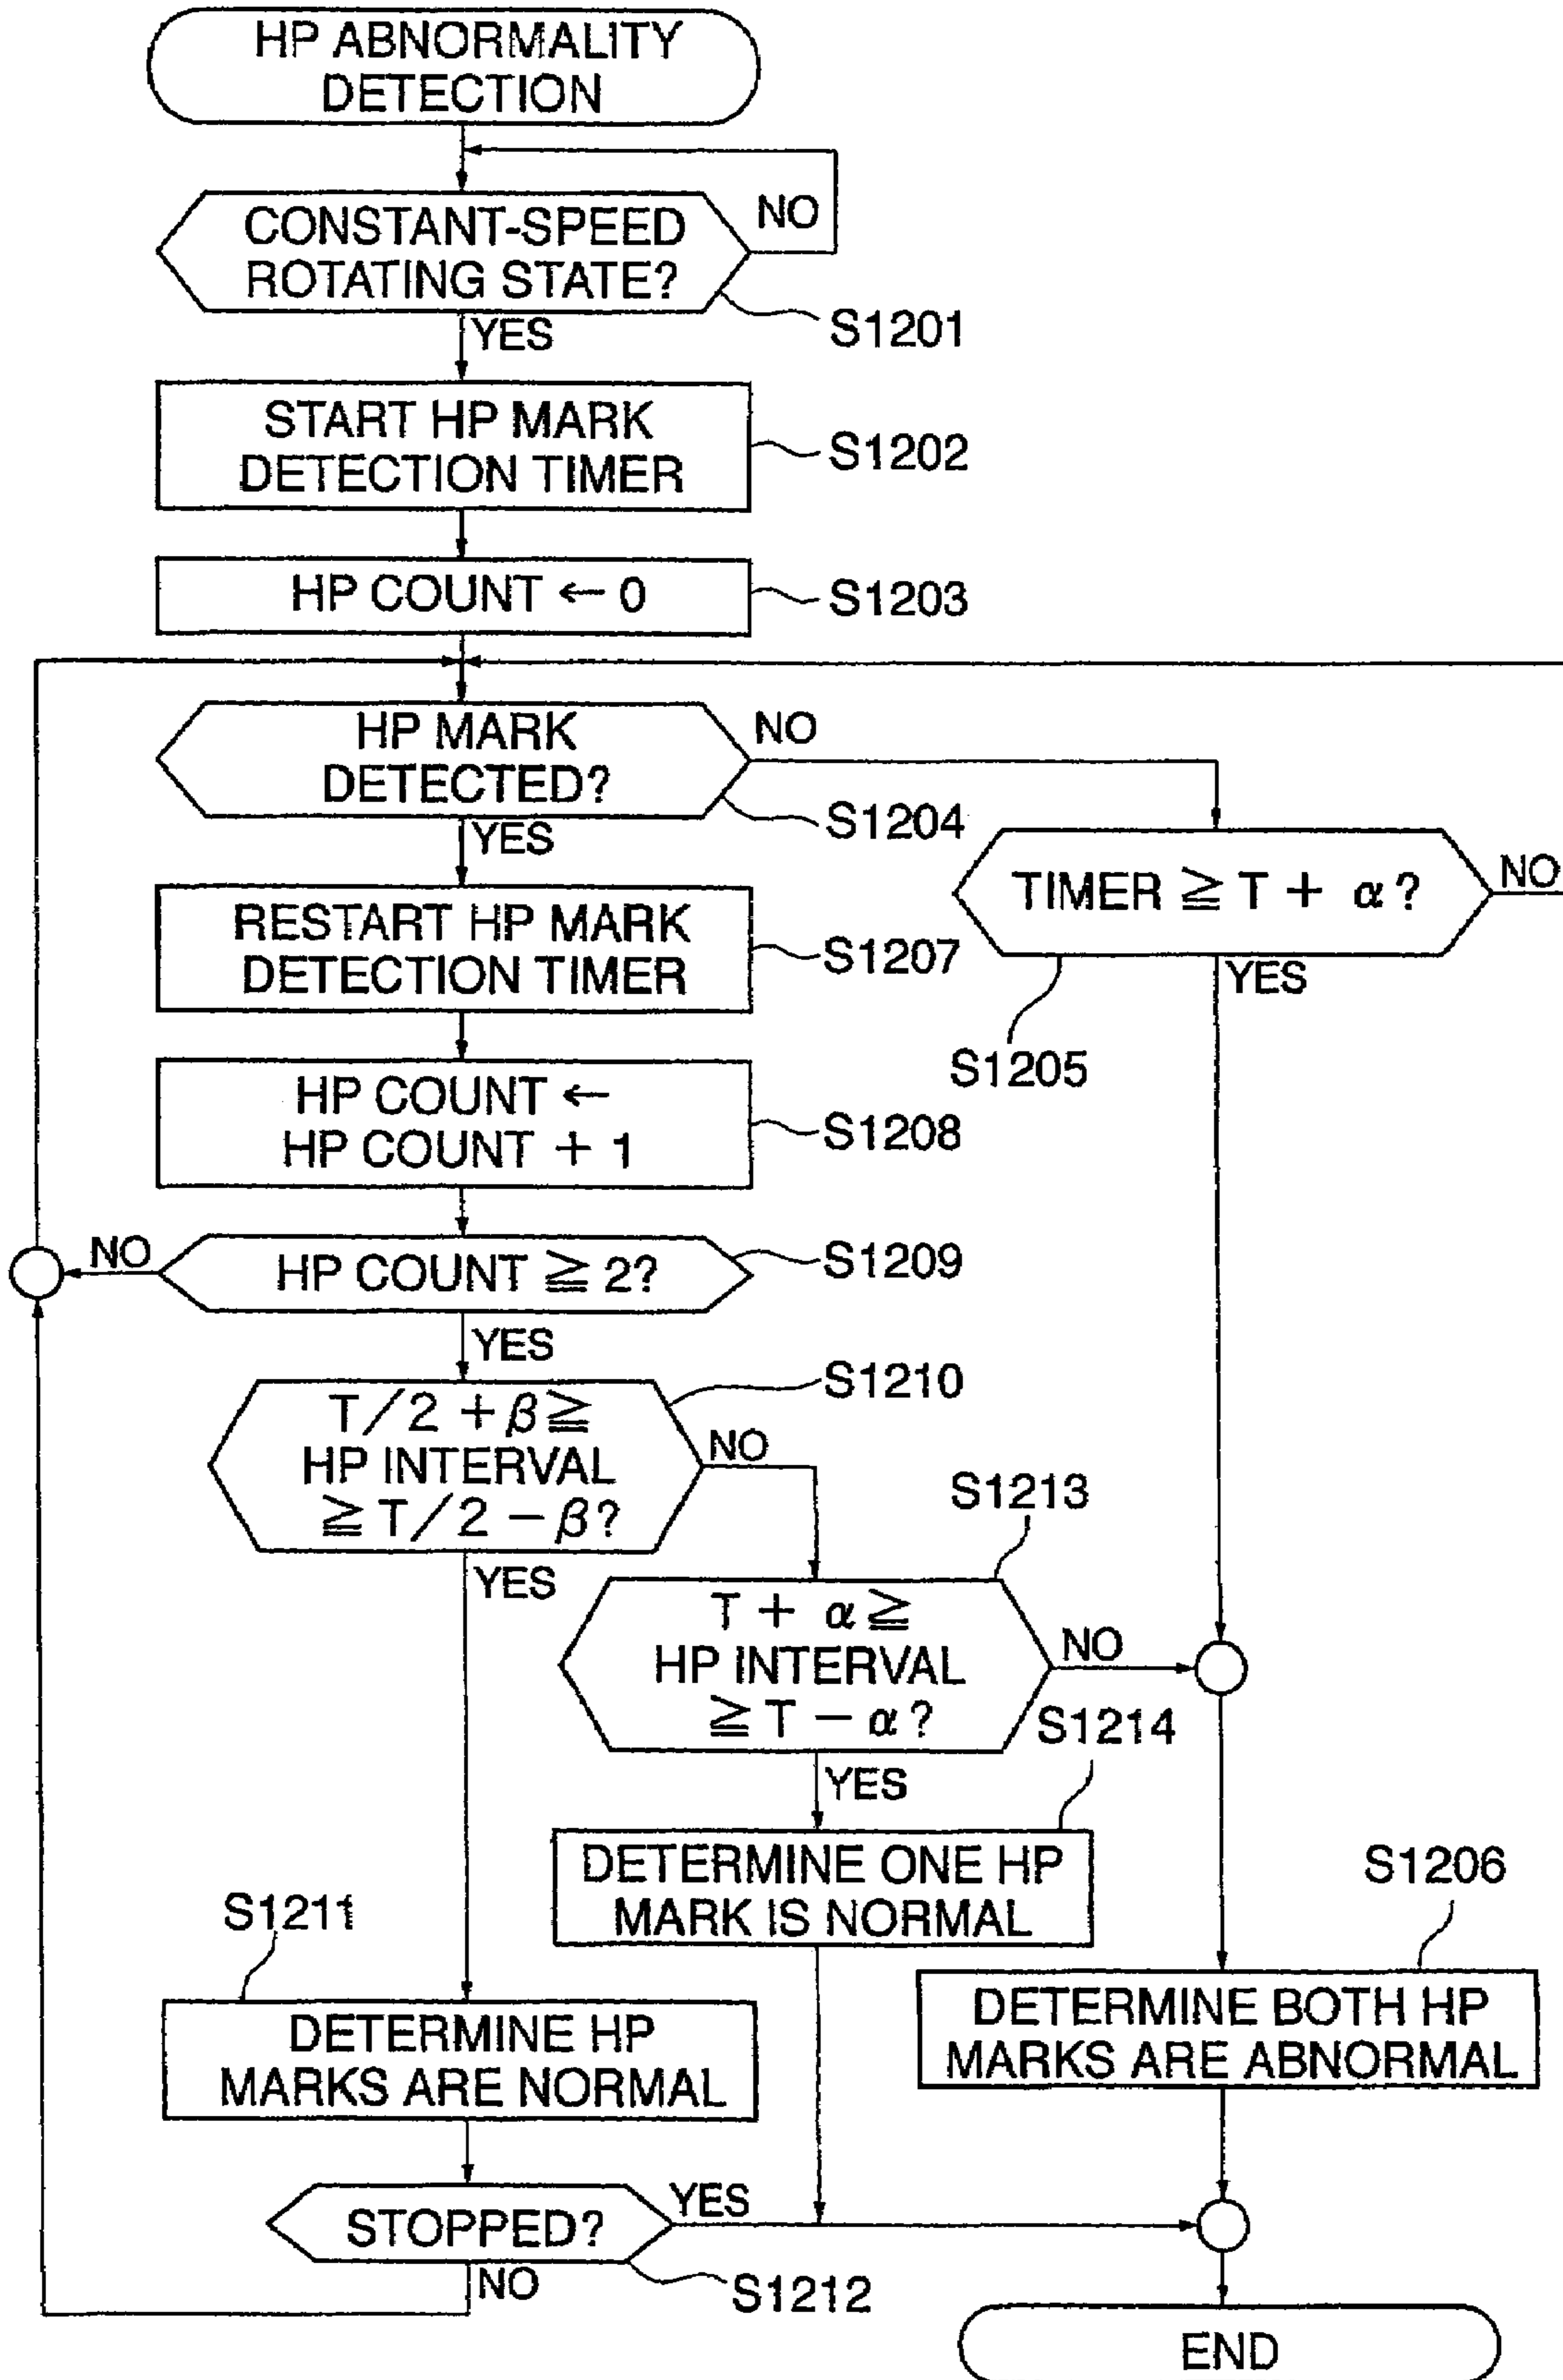 HP ABNORMALITY
DETECTION
CONSTANT-SPEED
ROTATING STATE?
NO
S1201
YES
START HP MARK
DETECTION TIMER
S1202
HP COUNT ← 0
S1203
HP MARK
DETECTED?
NO
S1204
YES
TIMER ≧ T + α?
NO
S1205
YES
RESTART HP MARK
DETECTION TIMER
S1207
HP COUNT ←
HP COUNT + 1
S1208
HP COUNT ≧ 2?
NO
S1209
YES
T/2 + β ≧
HP INTERVAL
≧ T/2 − β?
S1210
NO
YES
S1213
T + α ≧
HP INTERVAL
≧ T − α?
NO
YES
S1214
DETERMINE ONE HP
MARK IS NORMAL
S1206
DETERMINE BOTH HP
MARKS ARE ABNORMAL
S1211
DETERMINE HP
MARKS ARE NORMAL
STOPPED?
YES
NO
S1212
END